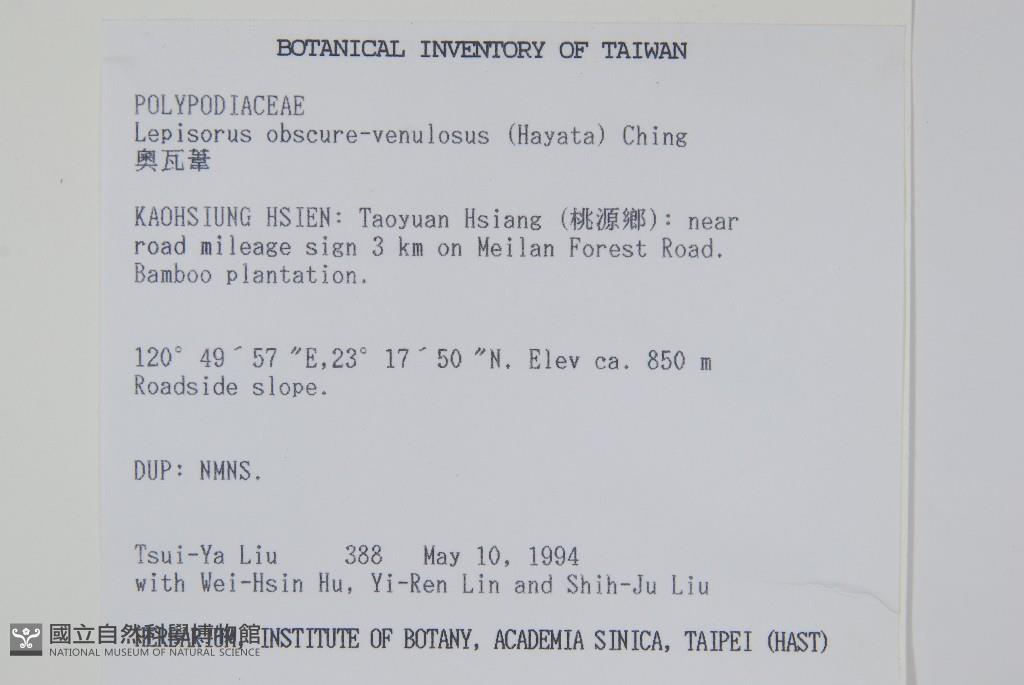 BOTANICAL INVENTORY OF TAIWAN
POLYPODIACEAE
Lepisorus obscure-venulosus (Hayata) Ching
奧瓦葦
KAOHSIUNG HSIEN: Taoyuan Hsiang (桃源鄉): near
road mileage sign 3 km on Meilan Forest Road.
Bamboo plantation.
120° 49´57 ″E,23° 17´50 ″N. Elev ca. 850 m
Roadside slope.
DUP: NMNS.
Tsui-Ya Liu 388 May 10, 1994
with Wei-Hsin Hu, Yi-Ren Lin and Shih-Ju Liu
HERBARIUM, INSTITUTE OF BOTANY, ACADEMIA SINICA, TAIPEI (HAST)
國立自然科學博物館
NATIONAL MUSEUM OF NATURAL SCIENCE